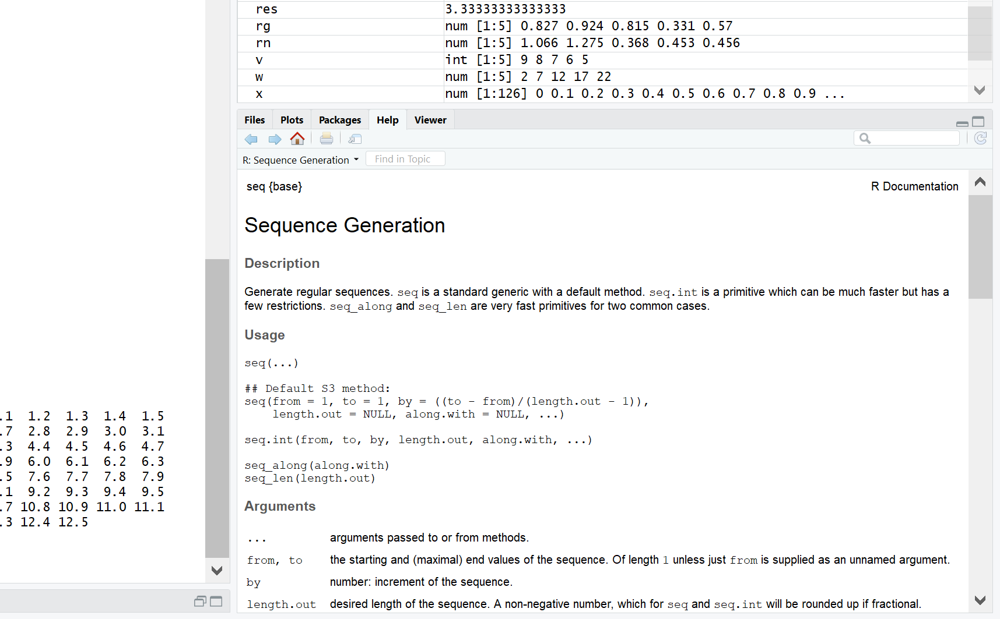 res 3.33333333333333
rg num [1:5] 0.827 0.924 0.815 0.331 0.57
rn num [1:5] 1.066 1.275 0.368 0.453 0.456
v int [1:5] 9 8 7 6 5
w num [1:5] 2 7 12 17 22
x num [1:126] 0 0.1 0.2 0.3 0.4 0.5 0.6 0.7 0.8 0.9 ...
Files Plots Packages Help Viewer
R: Sequence Generation Find in Topic
seq {base} R Documentation
Sequence Generation
Description
Generate regular sequences. seq is a standard generic with a default method. seq.int is a primitive which can be much faster but has a
few restrictions. seq_along and seq_len are very fast primitives for two common cases.
Usage
seq(...)
## Default S3 method:
seq(from = 1, to = 1, by = ((to - from)/(length.out - 1)),
length.out = NULL, along.with = NULL, ...)
seq.int(from, to, by, length.out, along.with, ...)
seq_along(along.with)
seq_len(length.out)
Arguments
... arguments passed to or from methods.
from, to the starting and (maximal) end values of the sequence. Of length 1 unless just from is supplied as an unnamed argument.
by number: increment of the sequence.
length.out desired length of the sequence. A non-negative number, which for seq and seq.int will be rounded up if fractional.
.1 1.2 1.3 1.4 1.5
.7 2.8 2.9 3.0 3.1
.3 4.4 4.5 4.6 4.7
.9 6.0 6.1 6.2 6.3
.5 7.6 7.7 7.8 7.9
.1 9.2 9.3 9.4 9.5
.7 10.8 10.9 11.0 11.1
.3 12.4 12.5